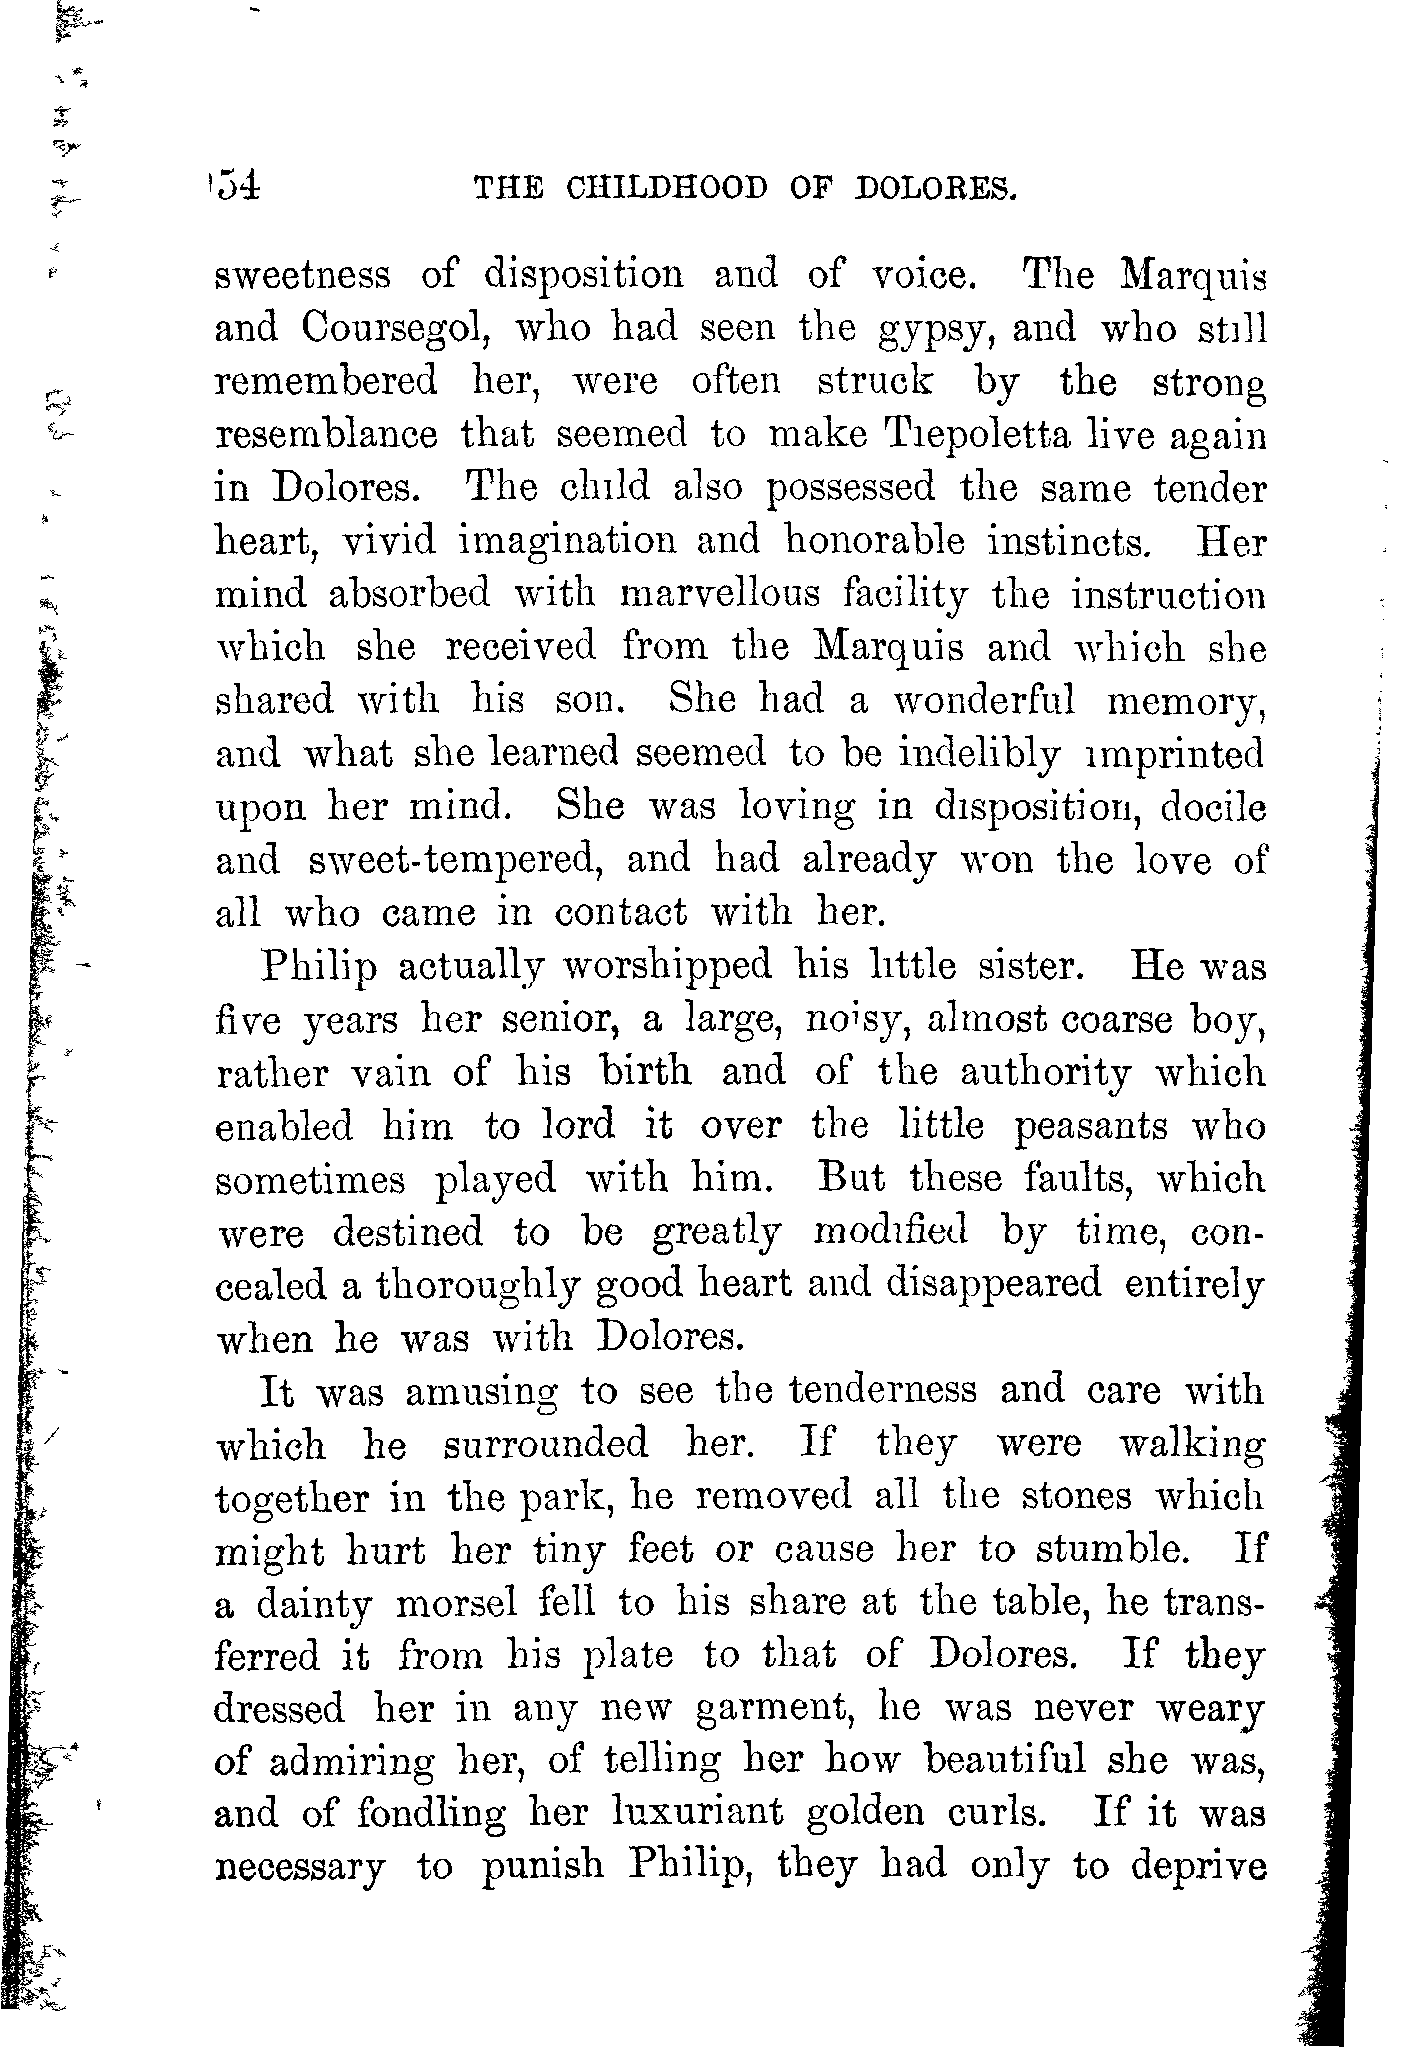 54 THE CHILDHOOD OF DOLORES.
sweetness of disposition and of voice. The Marquis
and Coursegol, who had seen the gypsy, and who still
remembered her, were often struck by the strong
resemblance that seemed to make Tiepoletta live again
in Dolores. The child also possessed the same tender
heart, vivid imagination and honorable instincts. Her
mind absorbed with marvellous facility the instruction
which she received from the Marquis and which she
shared with his son. She had a wonderful memory,
and what she learned seemed to be indelibly imprinted
upon her mind. She was loving in disposition, docile
and sweet-tempered, and had already won the love of
all who came in contact with her.
Philip actually worshipped his little sister. He was
five years her senior, a large, noisy, almost coarse boy,
rather vain of his birth and of the authority which
enabled him to lord it over the little peasants who
sometimes played with him. But these faults, which
were destined to be greatly modified by time, con-
cealed a thoroughly good heart and disappeared entirely
when he was with Dolores.
It was amusing to see the tenderness and care with
which he surrounded her. If they were walking
together in the park, he removed all the stones which
might hurt her tiny feet or cause her to stumble. If
a dainty morsel fell to his share at the table, he trans-
ferred it from his plate to that of Dolores. If they
dressed her in any new garment, he was never weary
of admiring her, of telling her how beautiful she was,
and of fondling her luxuriant golden curls. If it was
necessary to punish Philip, they had only to deprive